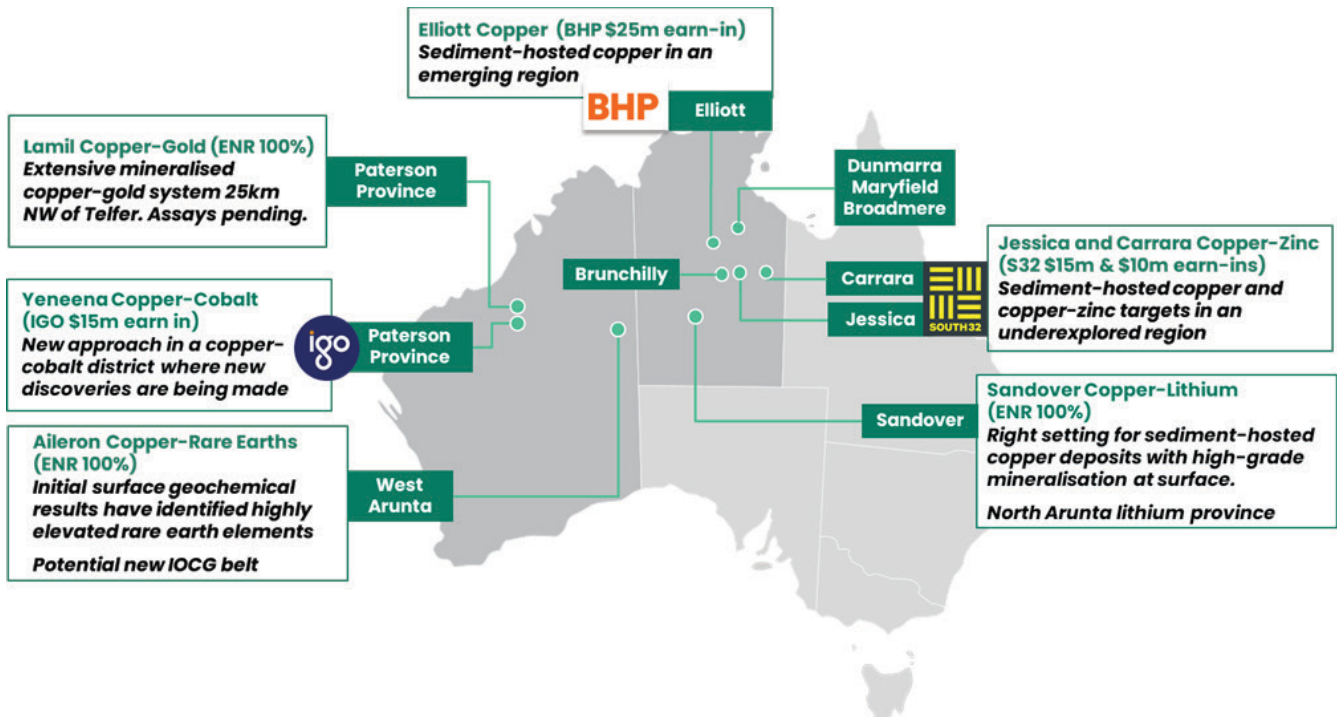 Elliott Copper (BHP $25m earn-in)
Sediment-hosted copper in an
emerging region
BHP
Elliott
Lamil Copper-Gold (ENR 100%)
Extensive mineralised
copper-gold system 25km
NW of Telfer. Assays pending.
Paterson
Province
Dunmarra
Maryfield
Broadmere
Yeneena Copper-Cobalt
(IGO $15m earn in)
New approach in a copper-
cobalt district where new
discoveries are being made
igo
Paterson
Province
Brunchilly
Carrara
Jessica
SOUTH32
Jessica and Carrara Copper-Zinc
(S32 $15m & $10m earn-ins)
Sediment-hosted copper and
copper-zinc targets in an
underexplored region
Aileron Copper-Rare Earths
(ENR 100%)
Initial surface geochemical
results have identified highly
elevated rare earth elements
Potential new IOCG belt
West
Arunta
Sandover
Sandover Copper-Lithium
(ENR 100%)
Right setting for sediment-hosted
copper deposits with high-grade
mineralisation at surface.
North Arunta lithium province